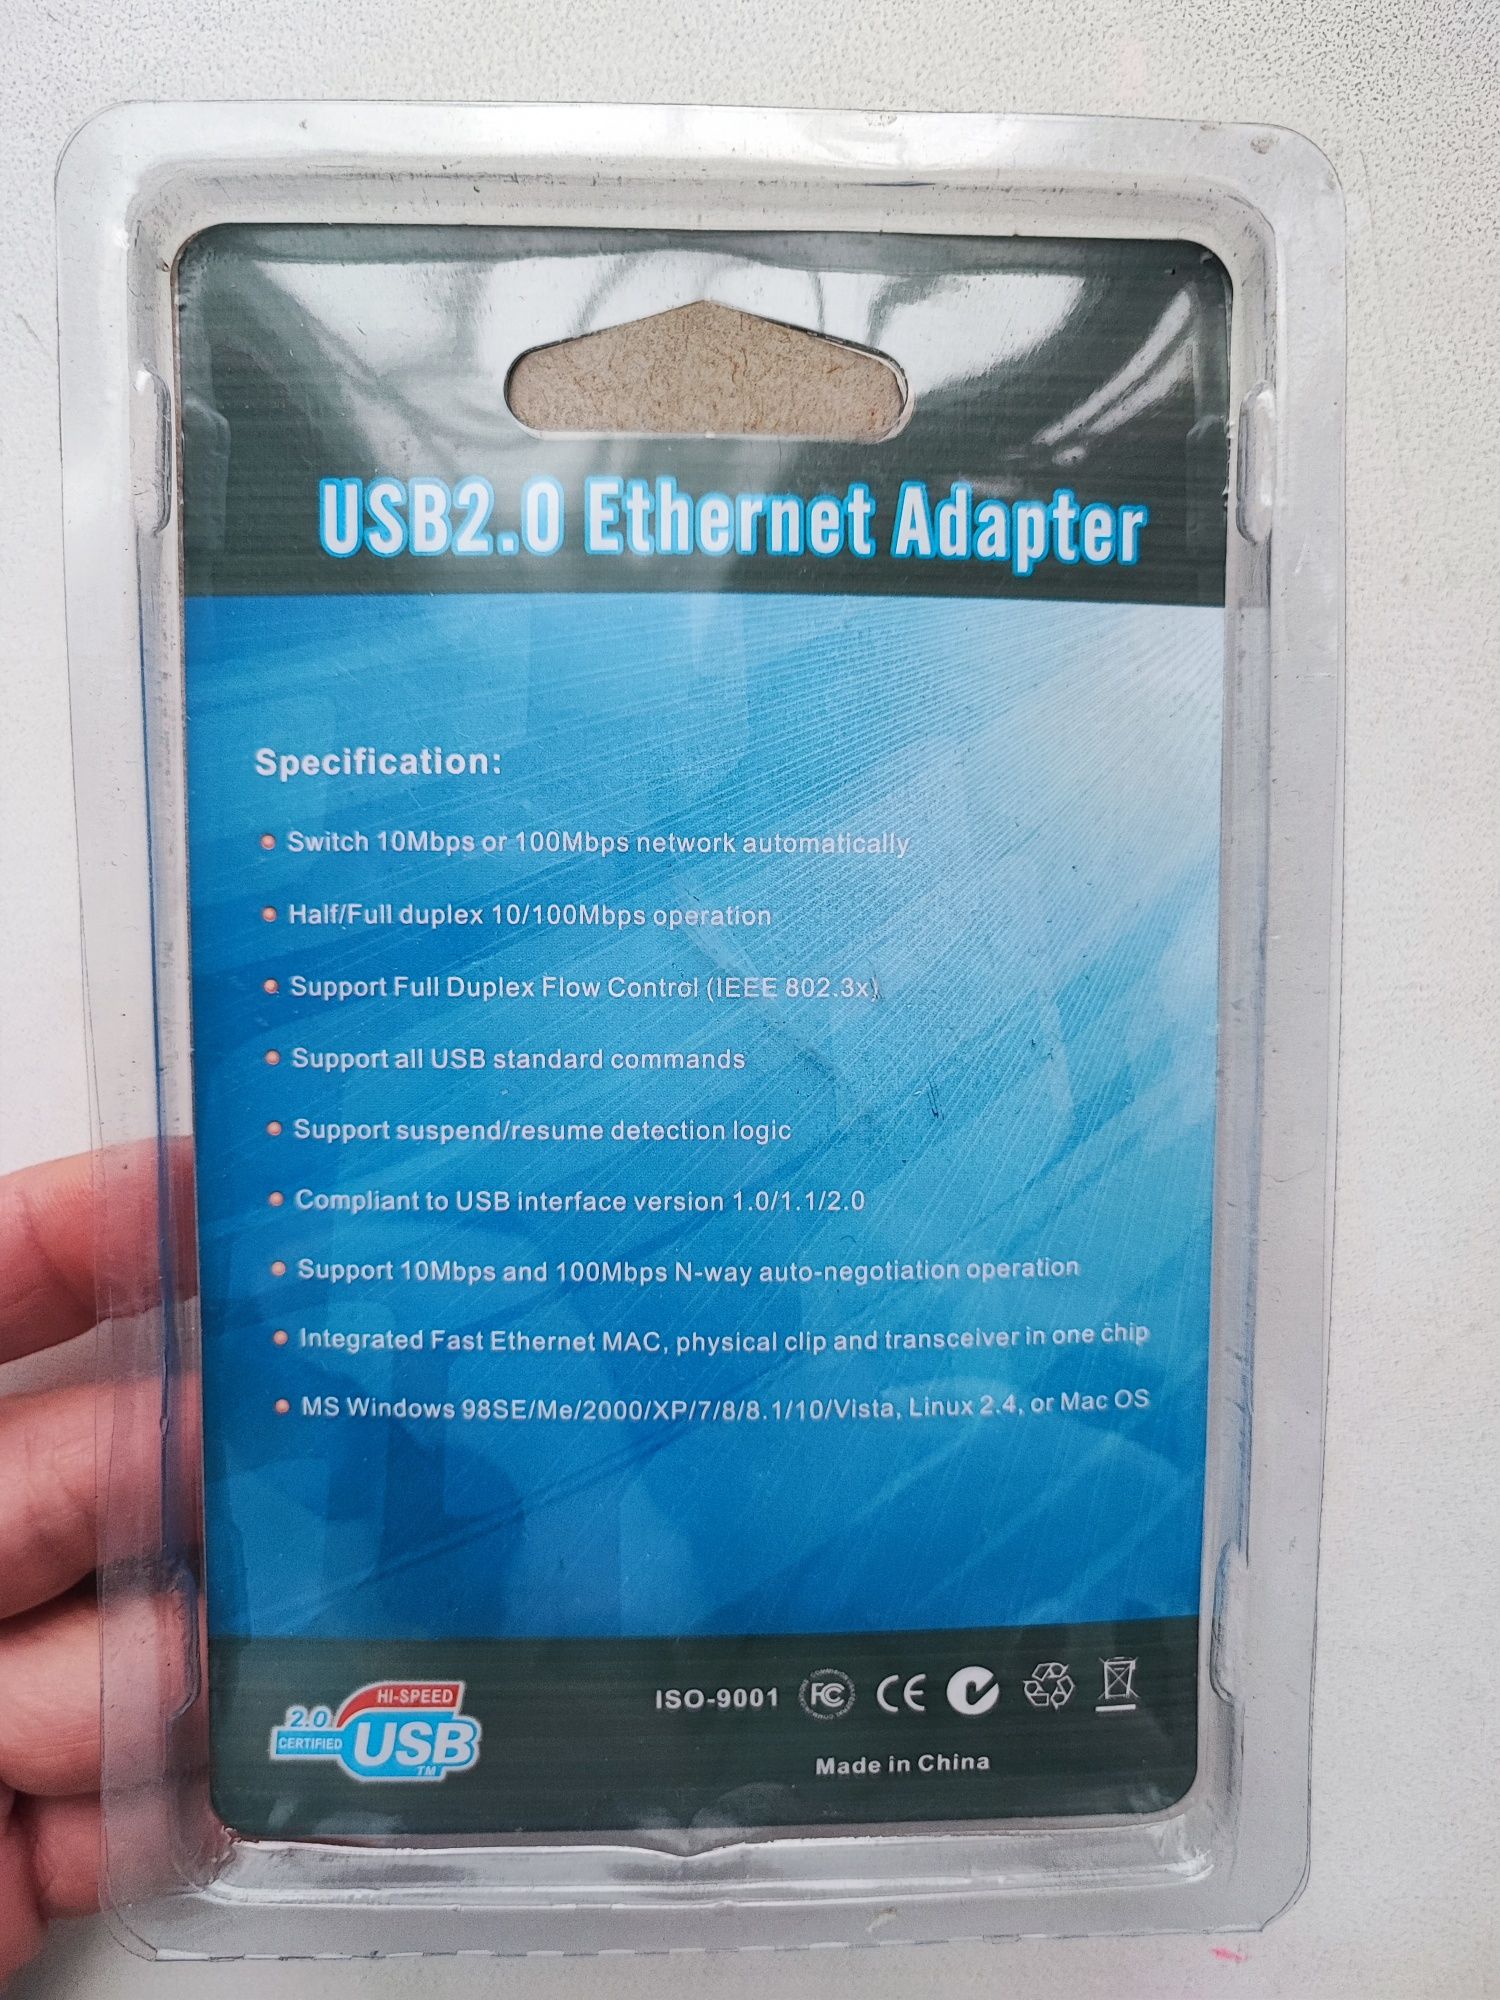 USB2.0 Ethernet Adapter
Specification:
Switch 10Mbps or 100Mbps network automatically
Half/Full duplex 10/100Mbps operation
Support Full Duplex Flow Control (IEEE 802.3x)
Support all USB standard commands
Support suspend/resume detection logic
Compliant to USB interface version 1.0/1.1/2.0
Support 10Mbps and 100Mbps N-way auto-negotiation operation
Integrated Fast Ethernet MAC, physical clip and transceiver in one chip
MS Windows 98SE/Me/2000/XP/7/8/8.1/10/Vista, Linux 2.4, or Mac OS
HI-SPEED
2.0
CERTIFIED
USB
TM
ISO-9001
FC
CE
Made in China